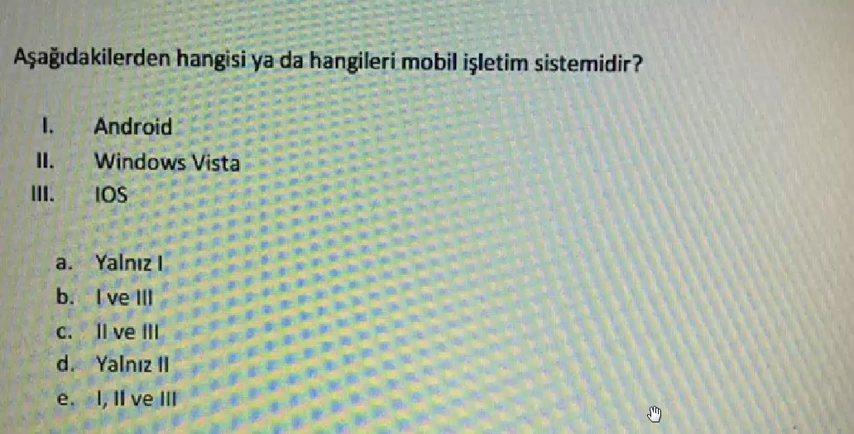 Aşağıdakilerden hangisi ya da hangileri mobil işletim sistemidir?
I. Android
II. Windows Vista
III. IOS
a. Yalnız I
b. I ve III
c. II ve III
d. Yalnız II
e. I, II ve III